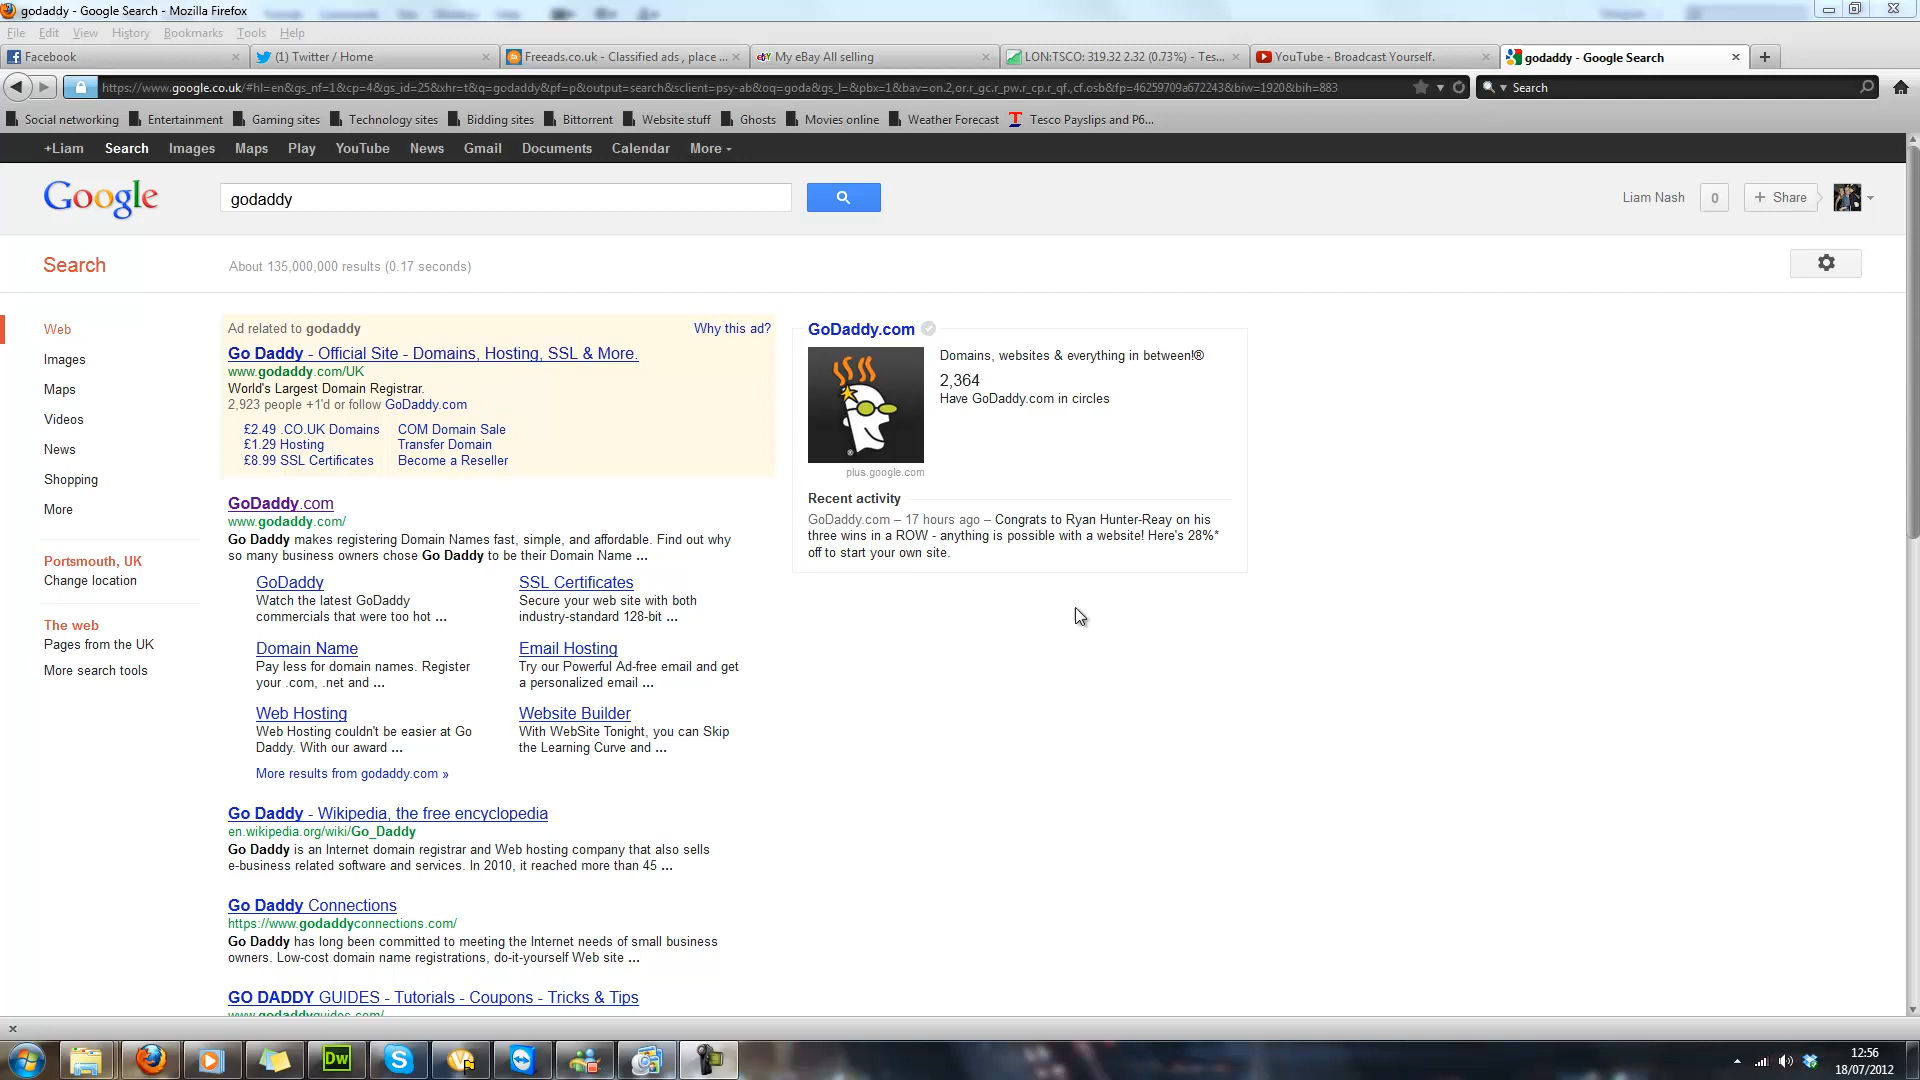 godaddy - Google Search - Mozilla Firefox
File Edit View History Bookmarks Tools Help
Facebook
(1) Twitter / Home
Freeads.co.uk - Classified ads , place ...
My eBay All selling
LON:TSCO: 319.32 2.32 (0.73%) - Tes...
YouTube - Broadcast Yourself.
godaddy - Google Search
https://www.google.co.uk/#hl=en&gs_nf=1&cp=4&gs_id=25&xhr=t&q=godaddy&pf=p&output=search&sclient=psy-ab&oq=goda&gs_l=&pbx=1&bav=on.2,or.r_gc.r_pw.r_cp.r_qf.,cf.osb&fp=46259709a672243&biw=1920&bih=883
Search
Social networking Entertainment Gaming sites Technology sites Bidding sites Bittorrent Website stuff Ghosts Movies online Weather Forecast Tesco Payslips and P6...
+Liam Search Images Maps Play YouTube News Gmail Documents Calendar More
Google
godaddy
Liam Nash 0 + Share
Search
About 135,000,000 results (0.17 seconds)
Web
Images
Maps
Videos
News
Shopping
More
Portsmouth, UK
Change location
The web
Pages from the UK
More search tools
Ad related to godaddy
Why this ad?
Go Daddy - Official Site - Domains, Hosting, SSL & More.
www.godaddy.com/UK
World's Largest Domain Registrar.
2,923 people +1'd or follow GoDaddy.com
£2.49 .CO.UK Domains COM Domain Sale
£1.29 Hosting Transfer Domain
£8.99 SSL Certificates Become a Reseller
GoDaddy.com
www.godaddy.com/
Go Daddy makes registering Domain Names fast, simple, and affordable. Find out why
so many business owners chose Go Daddy to be their Domain Name ...
GoDaddy
Watch the latest GoDaddy
commercials that were too hot ...
SSL Certificates
Secure your web site with both
industry-standard 128-bit ...
Domain Name
Pay less for domain names. Register
your .com, .net and ...
Email Hosting
Try our Powerful Ad-free email and get
a personalized email ...
Web Hosting
Web Hosting couldn't be easier at Go
Daddy. With our award ...
Website Builder
With WebSite Tonight, you can Skip
the Learning Curve and ...
More results from godaddy.com »
Go Daddy - Wikipedia, the free encyclopedia
en.wikipedia.org/wiki/Go_Daddy
Go Daddy is an Internet domain registrar and Web hosting company that also sells
e-business related software and services. In 2010, it reached more than 45 ...
Go Daddy Connections
https://www.godaddyconnections.com/
Go Daddy has long been committed to meeting the Internet needs of small business
owners. Low-cost domain name registrations, do-it-yourself Web site ...
GO DADDY GUIDES - Tutorials - Coupons - Tricks & Tips
www.godaddyguides.com/
GoDaddy.com
Domains, websites & everything in between!®
2,364
Have GoDaddy.com in circles
plus.google.com
Recent activity
GoDaddy.com – 17 hours ago – Congrats to Ryan Hunter-Reay on his
three wins in a ROW - anything is possible with a website! Here's 28%*
off to start your own site.
Dw
12:56
18/07/2012